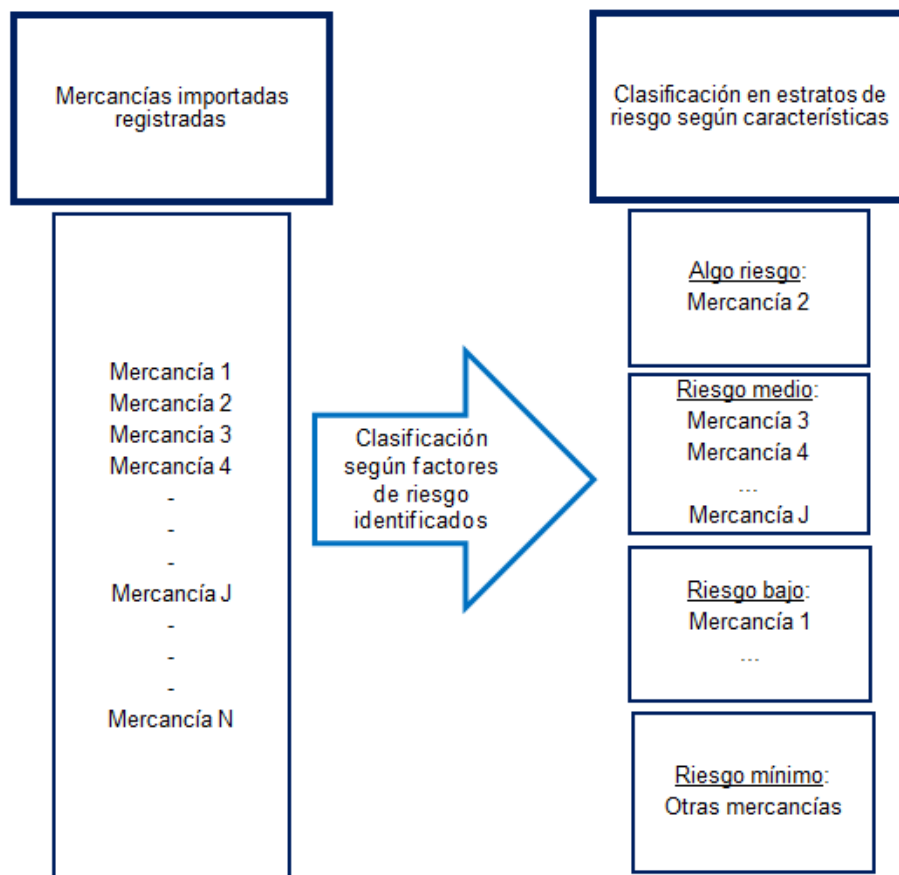 Mercancías importadas
registradas
Mercancía 1
Mercancía 2
Mercancía 3
Mercancía 4
-
-
-
Mercancía J
-
-
-
Mercancía N
Clasificación
según factores
de riesgo
identificados
Clasificación en estratos de
riesgo según características
Algo riesgo:
Mercancía 2
Riesgo medio:
Mercancía 3
Mercancía 4
...
Mercancía J
Riesgo bajo:
Mercancía 1
...
Riesgo mínimo:
Otras mercancías